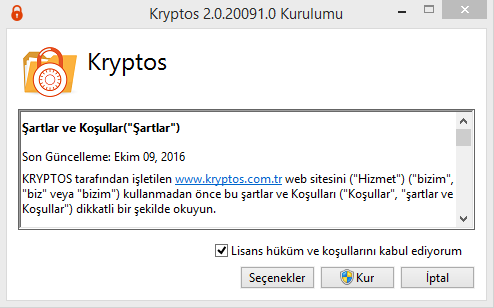 Kryptos 2.0.20091.0 Kurulumu
Kryptos
Şartlar ve Koşullar("Şartlar")
Son Güncelleme: Ekim 09, 2016
KRYPTOS tarafından işletilen www.kryptos.com.tr web sitesini ("Hizmet") ("bizim",
"biz" veya "bizim") kullanmadan önce bu şartlar ve Koşulları ("Koşullar", "şartlar ve
Koşullar") dikkatli bir şekilde okuyun.
Lisans hüküm ve koşullarını kabul ediyorum
Seçenekler
Kur
İptal